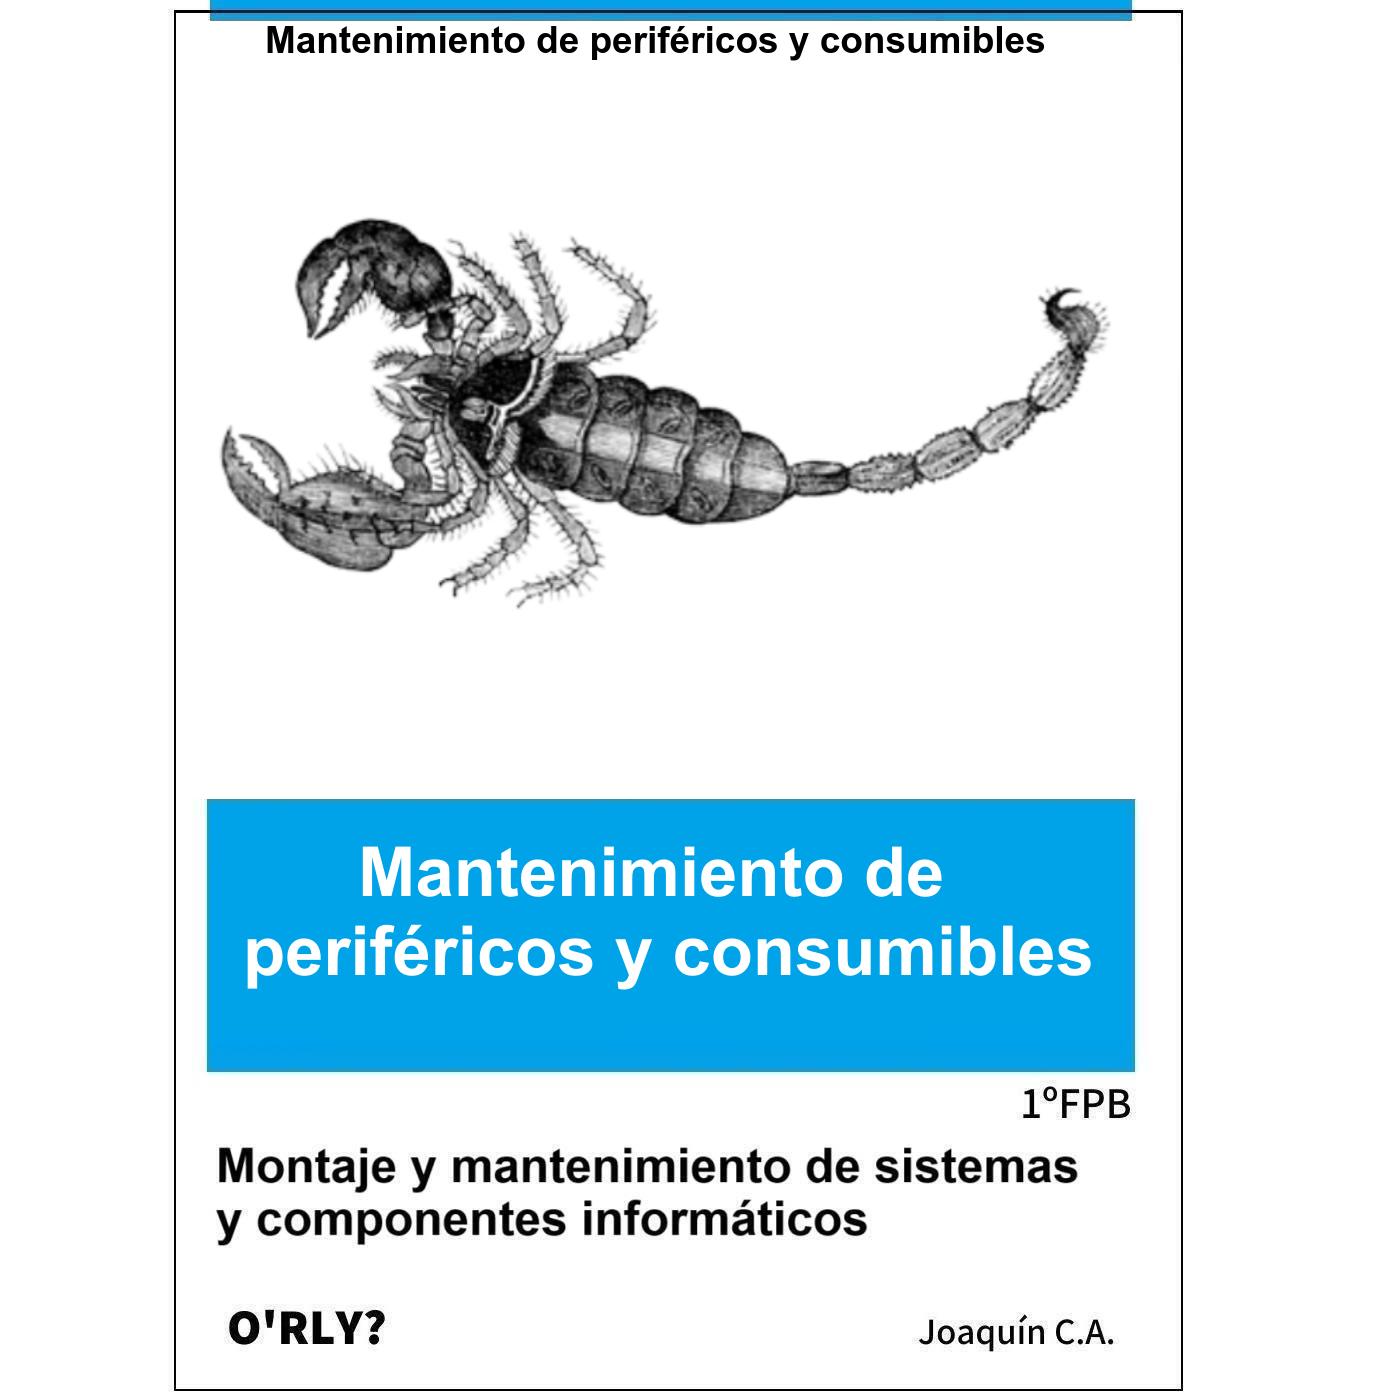 Mantenimiento de periféricos y consumibles
Mantenimiento de
periféricos y consumibles
1ºFPB
Montaje y mantenimiento de sistemas
y componentes informáticos
O'RLY?
Joaquín C.A.